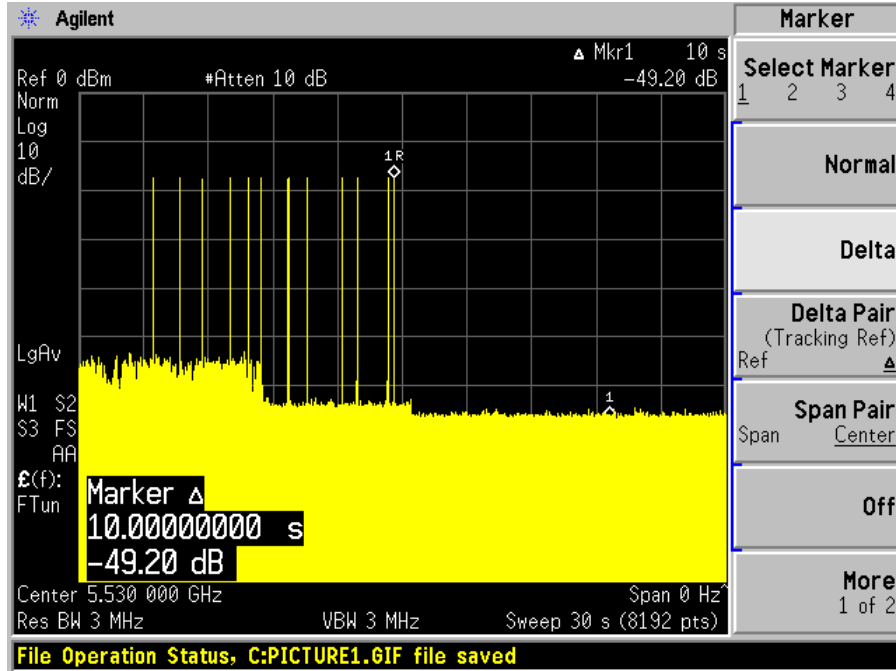 Agilent
Marker
Δ Mkr1 10 s
Ref 0 dBm #Atten 10 dB -49.20 dB
Norm
Log
10
dB/
1R
LgAv
1
W1 S2
S3 FS
AA
£(f):
FTun
Marker Δ
10.00000000 s
-49.20 dB
Center 5.530 000 GHz Span 0 Hz^
Res BW 3 MHz VBW 3 MHz Sweep 30 s (8192 pts)
File Operation Status, C:PICTURE1.GIF file saved
Select Marker
1 2 3 4
Normal
Delta
Delta Pair
(Tracking Ref)
Ref Δ
Span Pair
Span Center
Off
More
1 of 2